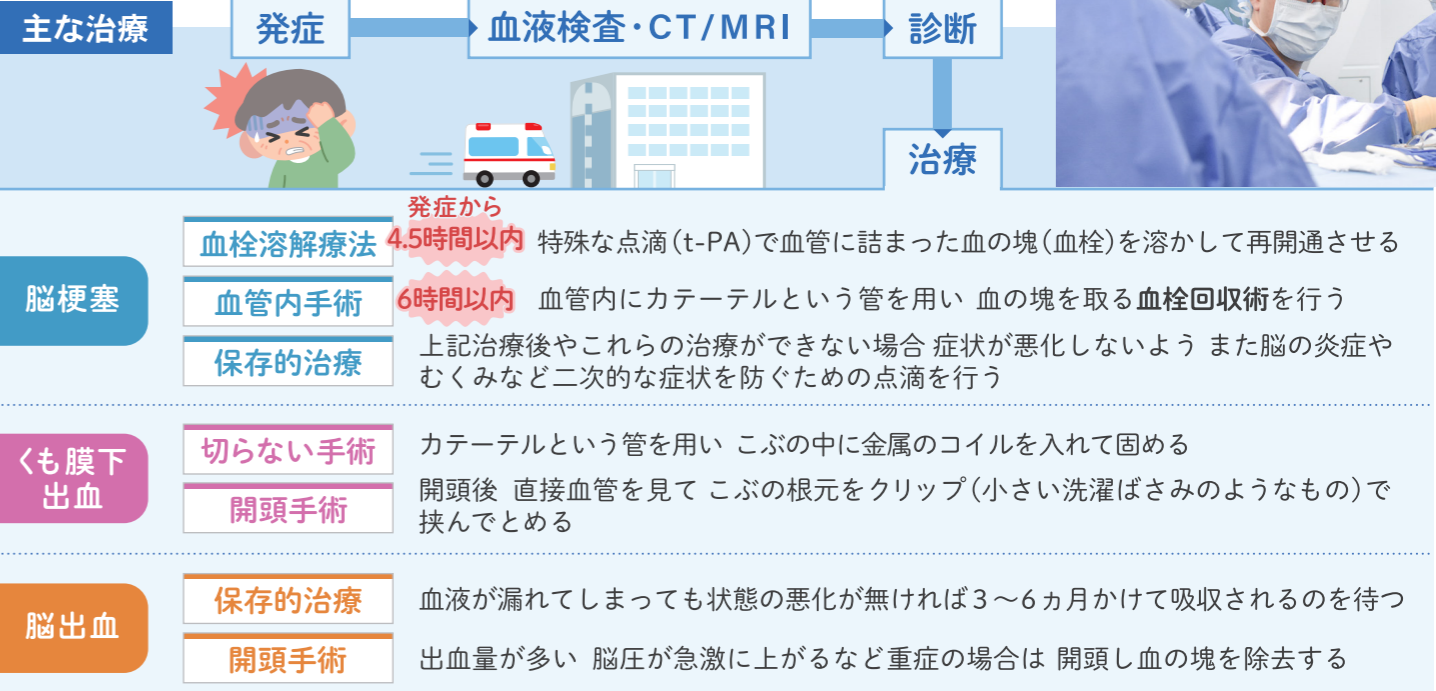 主な治療
発症
血液検査・CT/MRI
診断
治療
脳梗塞
血栓溶解療法
発症から
4.5時間以内
特殊な点滴(t-PA)で血管に詰まった血の塊(血栓)を溶かして再開通させる
血管内手術
6時間以内
血管内にカテーテルという管を用い 血の塊を取る血栓回収術を行う
保存的治療
上記治療後やこれらの治療ができない場合 症状が悪化しないよう また脳の炎症や
むくみなど二次的な症状を防ぐための点滴を行う
くも膜下
出血
切らない手術
カテーテルという管を用い こぶの中に金属のコイルを入れて固める
開頭手術
開頭後 直接血管を見て こぶの根元をクリップ(小さい洗濯ばさみのようなもの)で
挟んでとめる
脳出血
保存的治療
血液が漏れてしまっても状態の悪化が無ければ3〜6ヵ月かけて吸収されるのを待つ
開頭手術
出血量が多い 脳圧が急激に上がるなど重症の場合は 開頭し血の塊を除去する